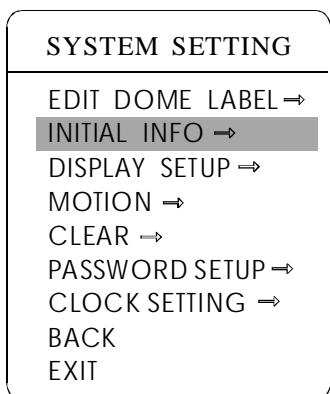 SYSTEM SETTING
EDIT DOME LABEL→
INITIAL INFO →
DISPLAY SETUP →
MOTION →
CLEAR →
PASSWORD SETUP →
CLOCK SETTING →
BACK
EXIT